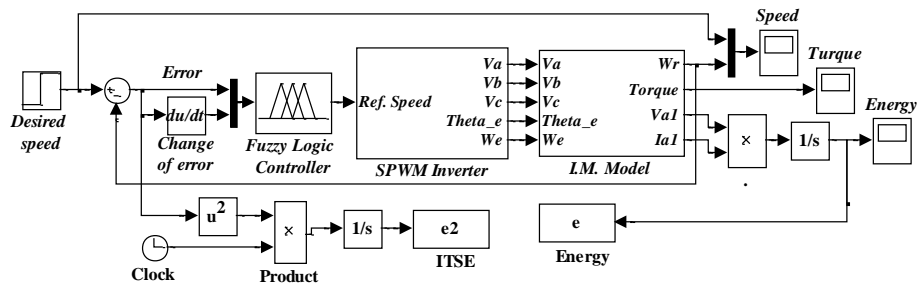 Speed
Turque
Energy
Desired
speed
+
-
Error
du/dt
Change
of error
Fuzzy Logic
Controller
Ref. Speed
Va
Vb
Vc
Theta_e
We
SPWM Inverter
Va
Vb
Vc
Theta_e
We
Wr
Torque
Va1
Ia1
I.M. Model
×
1/s
u²
Clock
×
Product
1/s
e2
ITSE
e
Energy